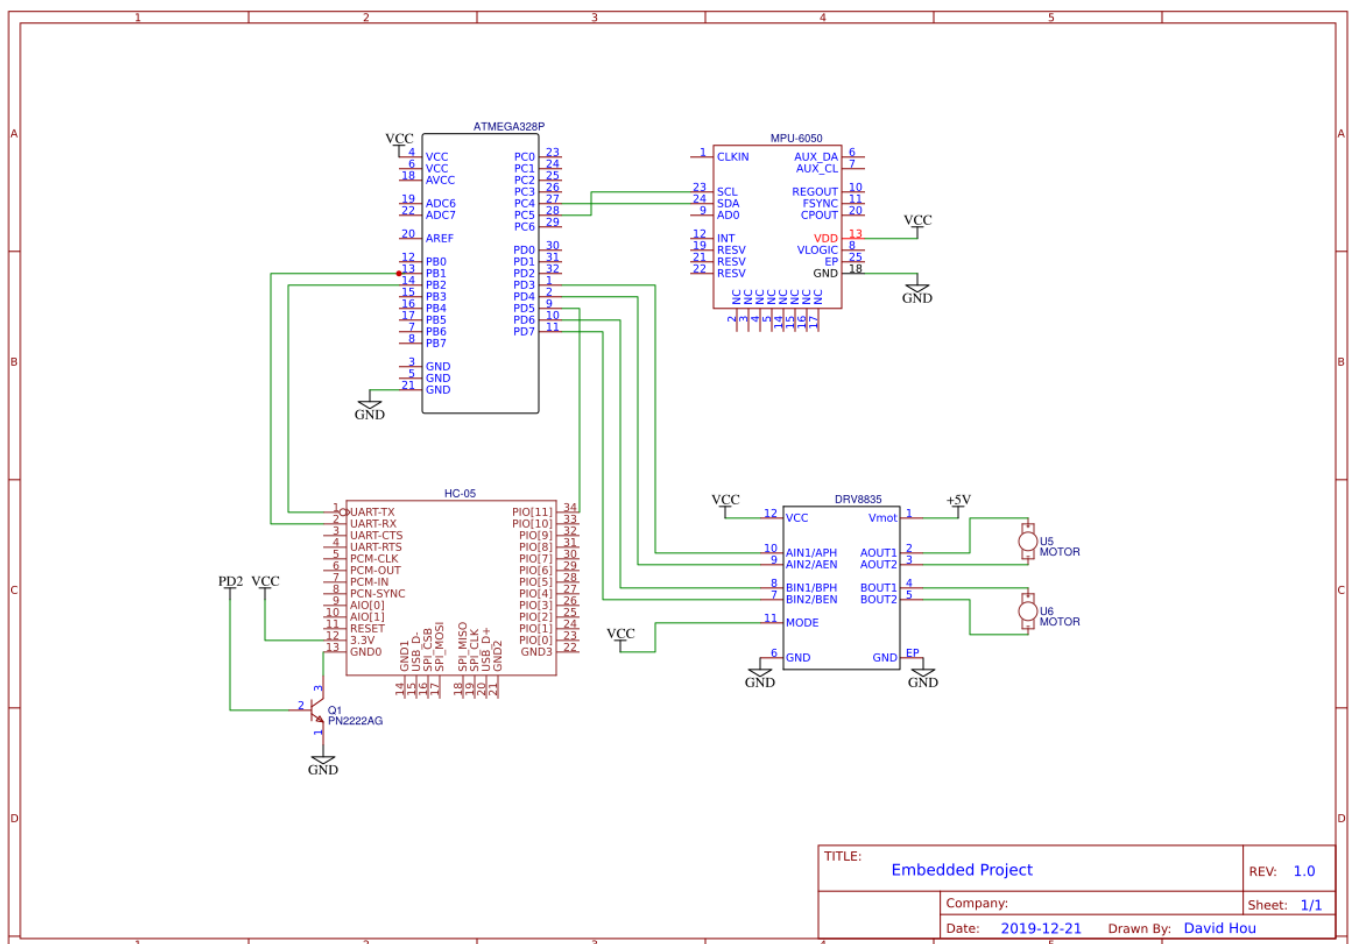 1 2 3 4 5
A A
B B
C C
D D
ATMEGA328P
VCC
4 VCC PC0 23
6 VCC PC1 24
18 AVCC PC2 25
PC3 26
19 ADC6 PC4 27
22 ADC7 PC5 28
PC6 29
20 AREF
PD0 30
12 PB0 PD1 31
13 PB1 PD2 32
14 PB2 PD3 1
15 PB3 PD4 2
16 PB4 PD5 9
17 PB5 PD6 10
7 PB6 PD7 11
8 PB7
3 GND
5 GND
21 GND
GND
MPU-6050
1 CLKIN AUX_DA 6
AUX_CL 7
23 SCL REGOUT 10
24 SDA FSYNC 11
9 AD0 CPOUT 20
12 INT VDD 13
19 RESV VLOGIC 8
21 RESV EP 25
22 RESV GND 18
NC NC NC NC NC NC NC NC
2 3 4 5 14 15 16 17
VCC
GND
HC-05
1 UART-TX PIO[11] 34
2 UART-RX PIO[10] 33
3 UART-CTS PIO[9] 32
4 UART-RTS PIO[8] 31
5 PCM-CLK PIO[7] 30
6 PCM-OUT PIO[6] 29
7 PCM-IN PIO[5] 28
8 PCN-SYNC PIO[4] 27
9 AIO[0] PIO[3] 26
10 AIO[1] PIO[2] 25
11 RESET PIO[1] 24
12 3.3V PIO[0] 23
13 GND0 GND3 22
GND1 USB_D- SPI_CSB SPI_MOSI SPI_MISO SPI_CLK USB_D+ GND2
14 15 16 17 18 19 20 21
PD2 VCC
3
2 Q1
PN2222AG
1
GND
DRV8835
VCC +5V
12 VCC Vmot 1
10 AIN1/APH AOUT1 2
9 AIN2/AEN AOUT2 3
8 BIN1/BPH BOUT1 4
7 BIN2/BEN BOUT2 5
11 MODE
6 GND GND EP
VCC
GND GND
U5
MOTOR
U6
MOTOR
TITLE:
Embedded Project
REV: 1.0
Company:
Sheet: 1/1
Date: 2019-12-21 Drawn By: David Hou
1 2 3 4 5